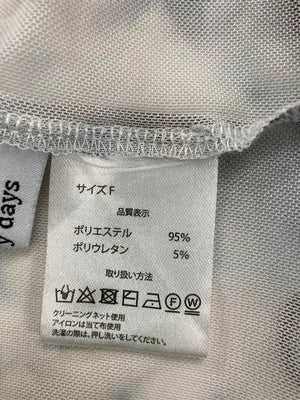 y days
サイズ F
品質表示
ポリエステル 95%
ポリウレタン 5%
取り扱い方法
F W
クリーニングネット使用
アイロンは当て布使用
洗濯の際は、押し洗いをしてください。